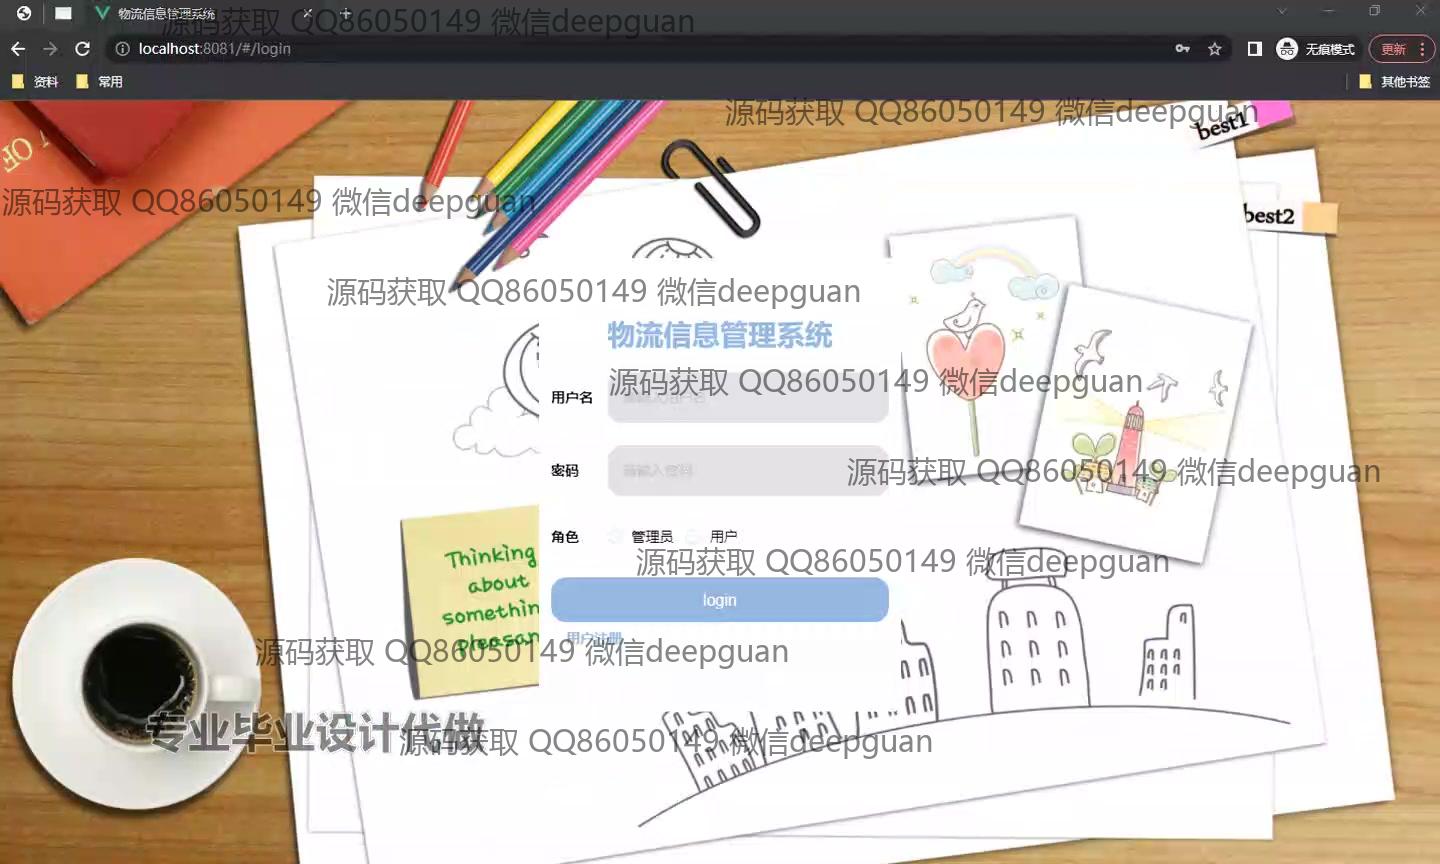 物流信息管理系统
源码获取 QQ86050149 微信deepguan
localhost:8081/#/login
无痕模式
更新
资料
常用
其他书签
源码获取 QQ86050149 微信deepguan
best1
OF
源码获取 QQ86050149 微信deepguan
best2
源码获取 QQ86050149 微信deepguan
物流信息管理系统
源码获取 QQ86050149 微信deepguan
用户名
密码
请输入密码
源码获取 QQ86050149 微信deepguan
角色
管理员
用户
源码获取 QQ86050149 微信deepguan
Thinking
about
somethin
pleasan
login
用户注册
源码获取 QQ86050149 微信deepguan
专业毕业设计代做
源码获取 QQ86050149 微信deepguan